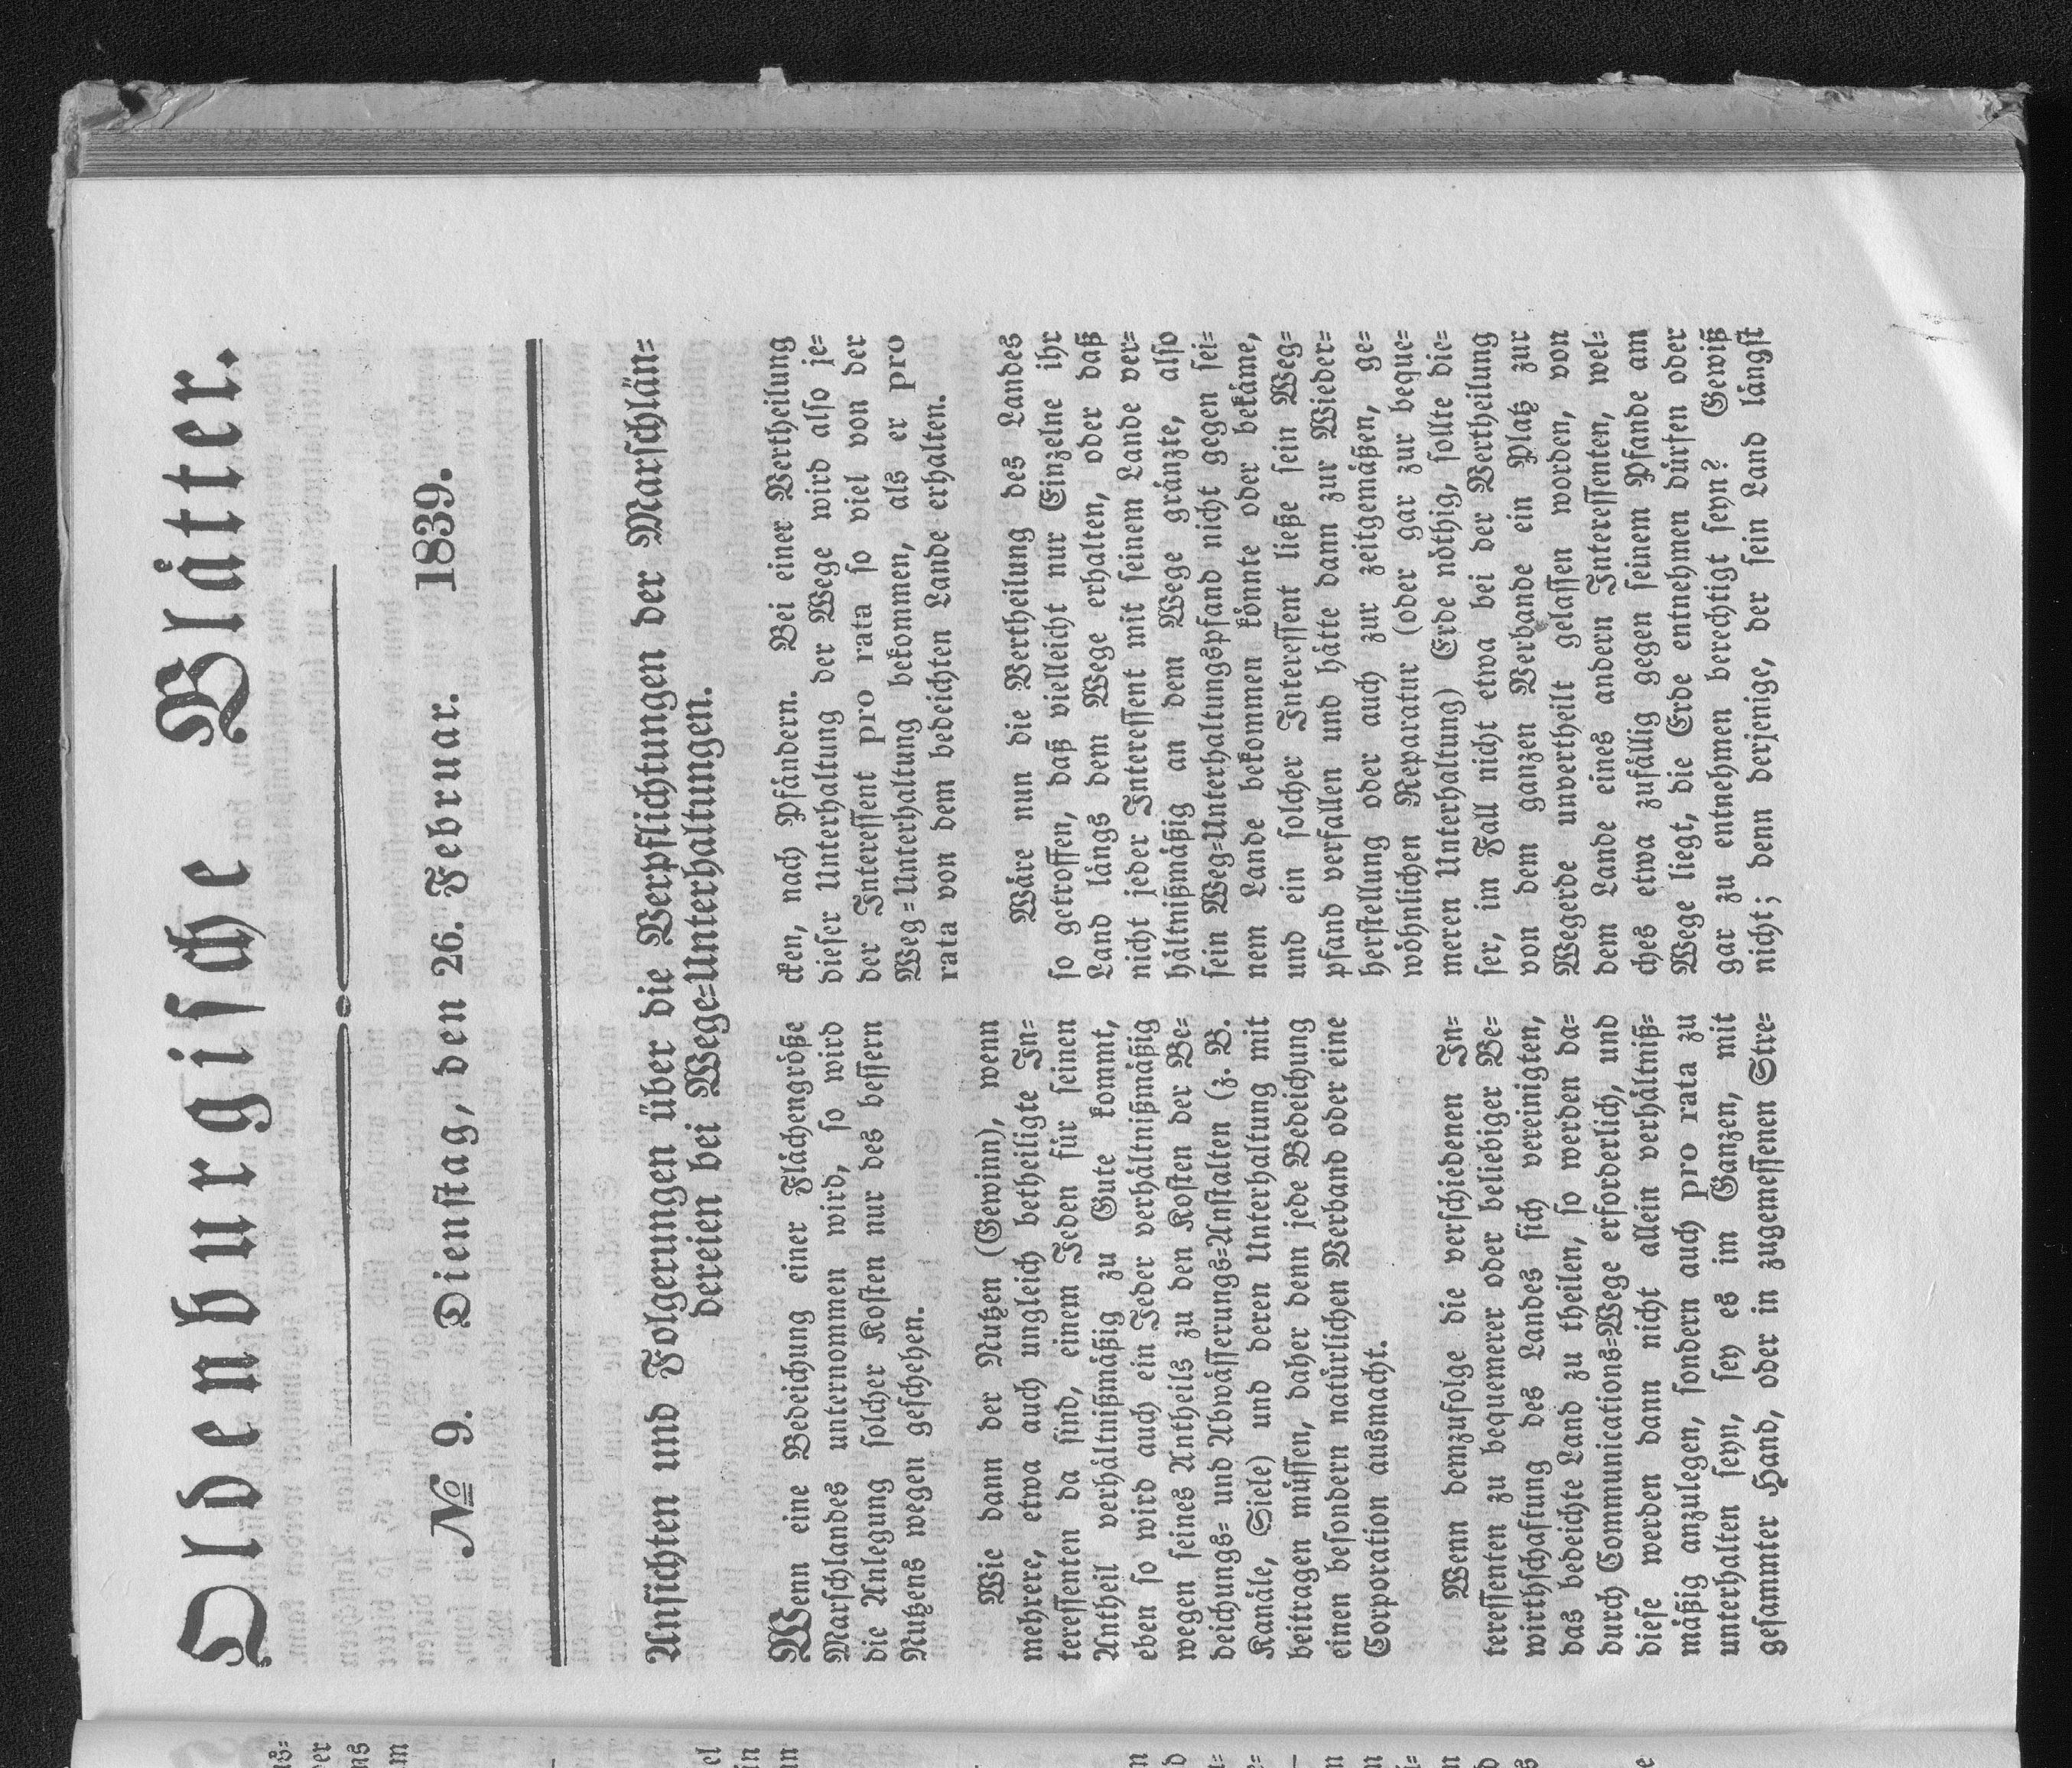 Oldenburgische Blätter.
№ 9. Dienstag, den 26. Februar. 1839.
Ansichten und Folgerungen über die Verpflichtungen der Marschlän=
dereien bei Wege=Unterhaltungen.
Wenn eine Bedeichung einer Flächengröße
Marschlandes unternommen wird, so wird
die Anlegung solcher Kosten nur des bessern
Nutzens wegen geschehen.
Wie dann der Nutzen (Gewinn), wenn
mehrere, etwa auch ungleich betheiligte In=
teressenten da sind, einem Jeden für seinen
Antheil verhältnißmäßig zu Gute kommt,
eben so wird auch ein Jeder verhältnißmäßig
wegen seines Antheils zu den Kosten der Be=
deichungs= und Abwässerungs=Anstalten (z. B.
Kanäle, Siele) und deren Unterhaltung mit
beitragen müssen, daher denn jede Bedeichung
einen besondern natürlichen Verband oder eine
Corporation ausmacht.
Wenn demzufolge die verschiedenen In=
teressenten zu bequemerer oder beliebiger Be=
wirthschaftung des Landes sich vereinigten,
das bedeichte Land zu theilen, so werden da=
durch Communications=Wege erforderlich, und
diese werden dann nicht allein verhältniß=
mäßig anzulegen, sondern auch pro rata zu
unterhalten seyn, sey es im Ganzen, mit
gesammter Hand, oder in zugemessenen Stre=
cken, nach Pfändern. Bei einer Vertheilung
dieser Unterhaltung der Wege wird also je=
der Interessent pro rata so viel von der
Weg=Unterhaltung bekommen, als er pro
rata von dem bedeichten Lande erhalten.
Wäre nun die Vertheilung des Landes
so getroffen, daß vielleicht nur Einzelne ihr
Land längs dem Wege erhalten, oder daß
nicht jeder Interessent mit seinem Lande ver=
hältnißmäßig an dem Wege gränzte, also
sein Weg=Unterhaltungspfand nicht gegen sei=
nem Lande bekommen könnte oder bekäme,
und ein solcher Interessent ließe sein Weg=
pfand verfallen und hätte dann zur Wieder=
herstellung oder auch zur zeitgemäßen, ge=
wöhnlichen Reparatur (oder gar zur beque=
meren Unterhaltung) Erde nöthig, sollte die=
ser, im Fall nicht etwa bei der Vertheilung
von dem ganzen Verbande ein Platz zur
Wegerde unvertheilt gelassen worden, von
dem Lande eines andern Interessenten, wel=
ches etwa zufällig gegen seinem Pfande am
Wege liegt, die Erde entnehmen dürfen oder
gar zu entnehmen berechtigt seyn? Gewiß
nicht; denn derjenige, der sein Land längst